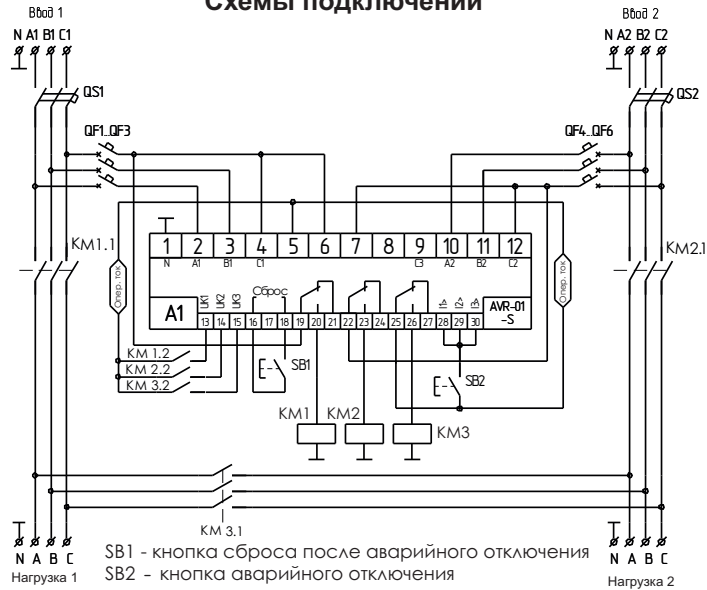 Схемы подключений
Ввод 1
Ввод 2
N A1 B1 C1
N A2 B2 C2
QS1
QS2
QF1...QF3
QF4...QF6
KM1.1
KM2.1
1 2 3 4 5 6 7 8 9 10 11 12
N A1 B1 C1 C3 A2 B2 C2
Опер. ток
Опер. ток
A1
UK1 UK2 UK3 Сброс I1> I2> I3>
AVR-01
-S
13 14 15 16 17 18 19 20 21 22 23 24 25 26 27 28 29 30
KM 1.2
KM 2.2
KM 3.2
SB1
SB2
KM1 KM2
KM3
KM 3.1
SB1 - кнопка сброса после аварийного отключения
SB2 - кнопка аварийного отключения
N A B C
N A B C
Нагрузка 1
Нагрузка 2